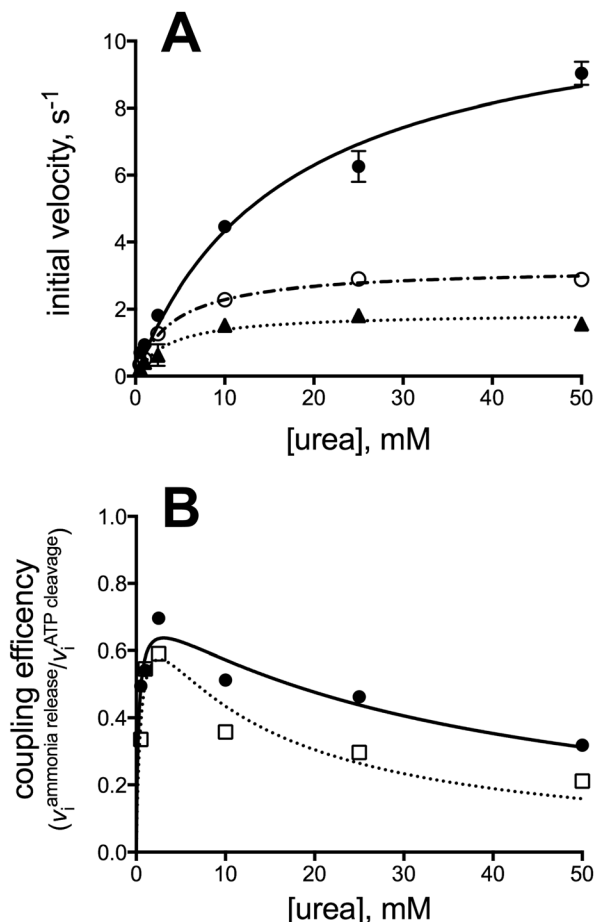 A
10
8
6
4
2
0
initial velocity, s-1
0 10 20 30 40 50
[urea], mM
B
1.0
0.8
0.6
0.4
0.2
0.0
coupling efficency
(vi ammonia release/vi ATP cleavage)
0 10 20 30 40 50
[urea], mM